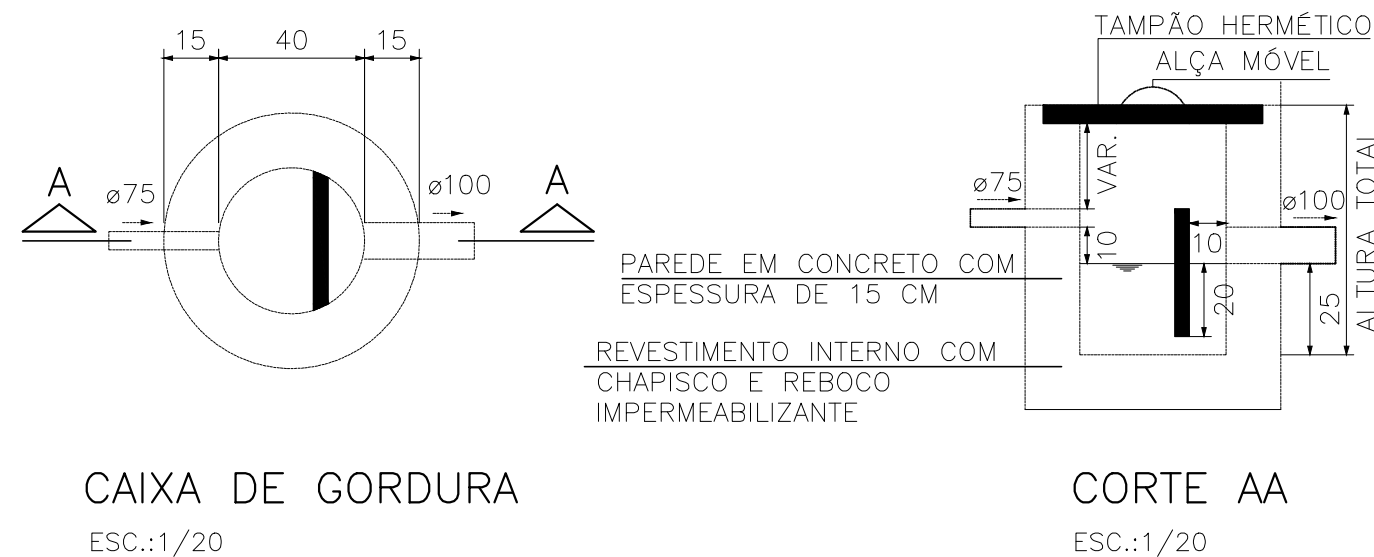 15
40
15
A
ø75
ø100
A
CAIXA DE GORDURA
ESC.:1/20
TAMPÃO HERMÉTICO
ALÇA MÓVEL
VAR.
ø75
10
10
20
ø100
25
ALTURA TOTAL
PAREDE EM CONCRETO COM
ESPESSURA DE 15 CM
REVESTIMENTO INTERNO COM
CHAPISCO E REBOCO
IMPERMEABILIZANTE
CORTE AA
ESC.:1/20